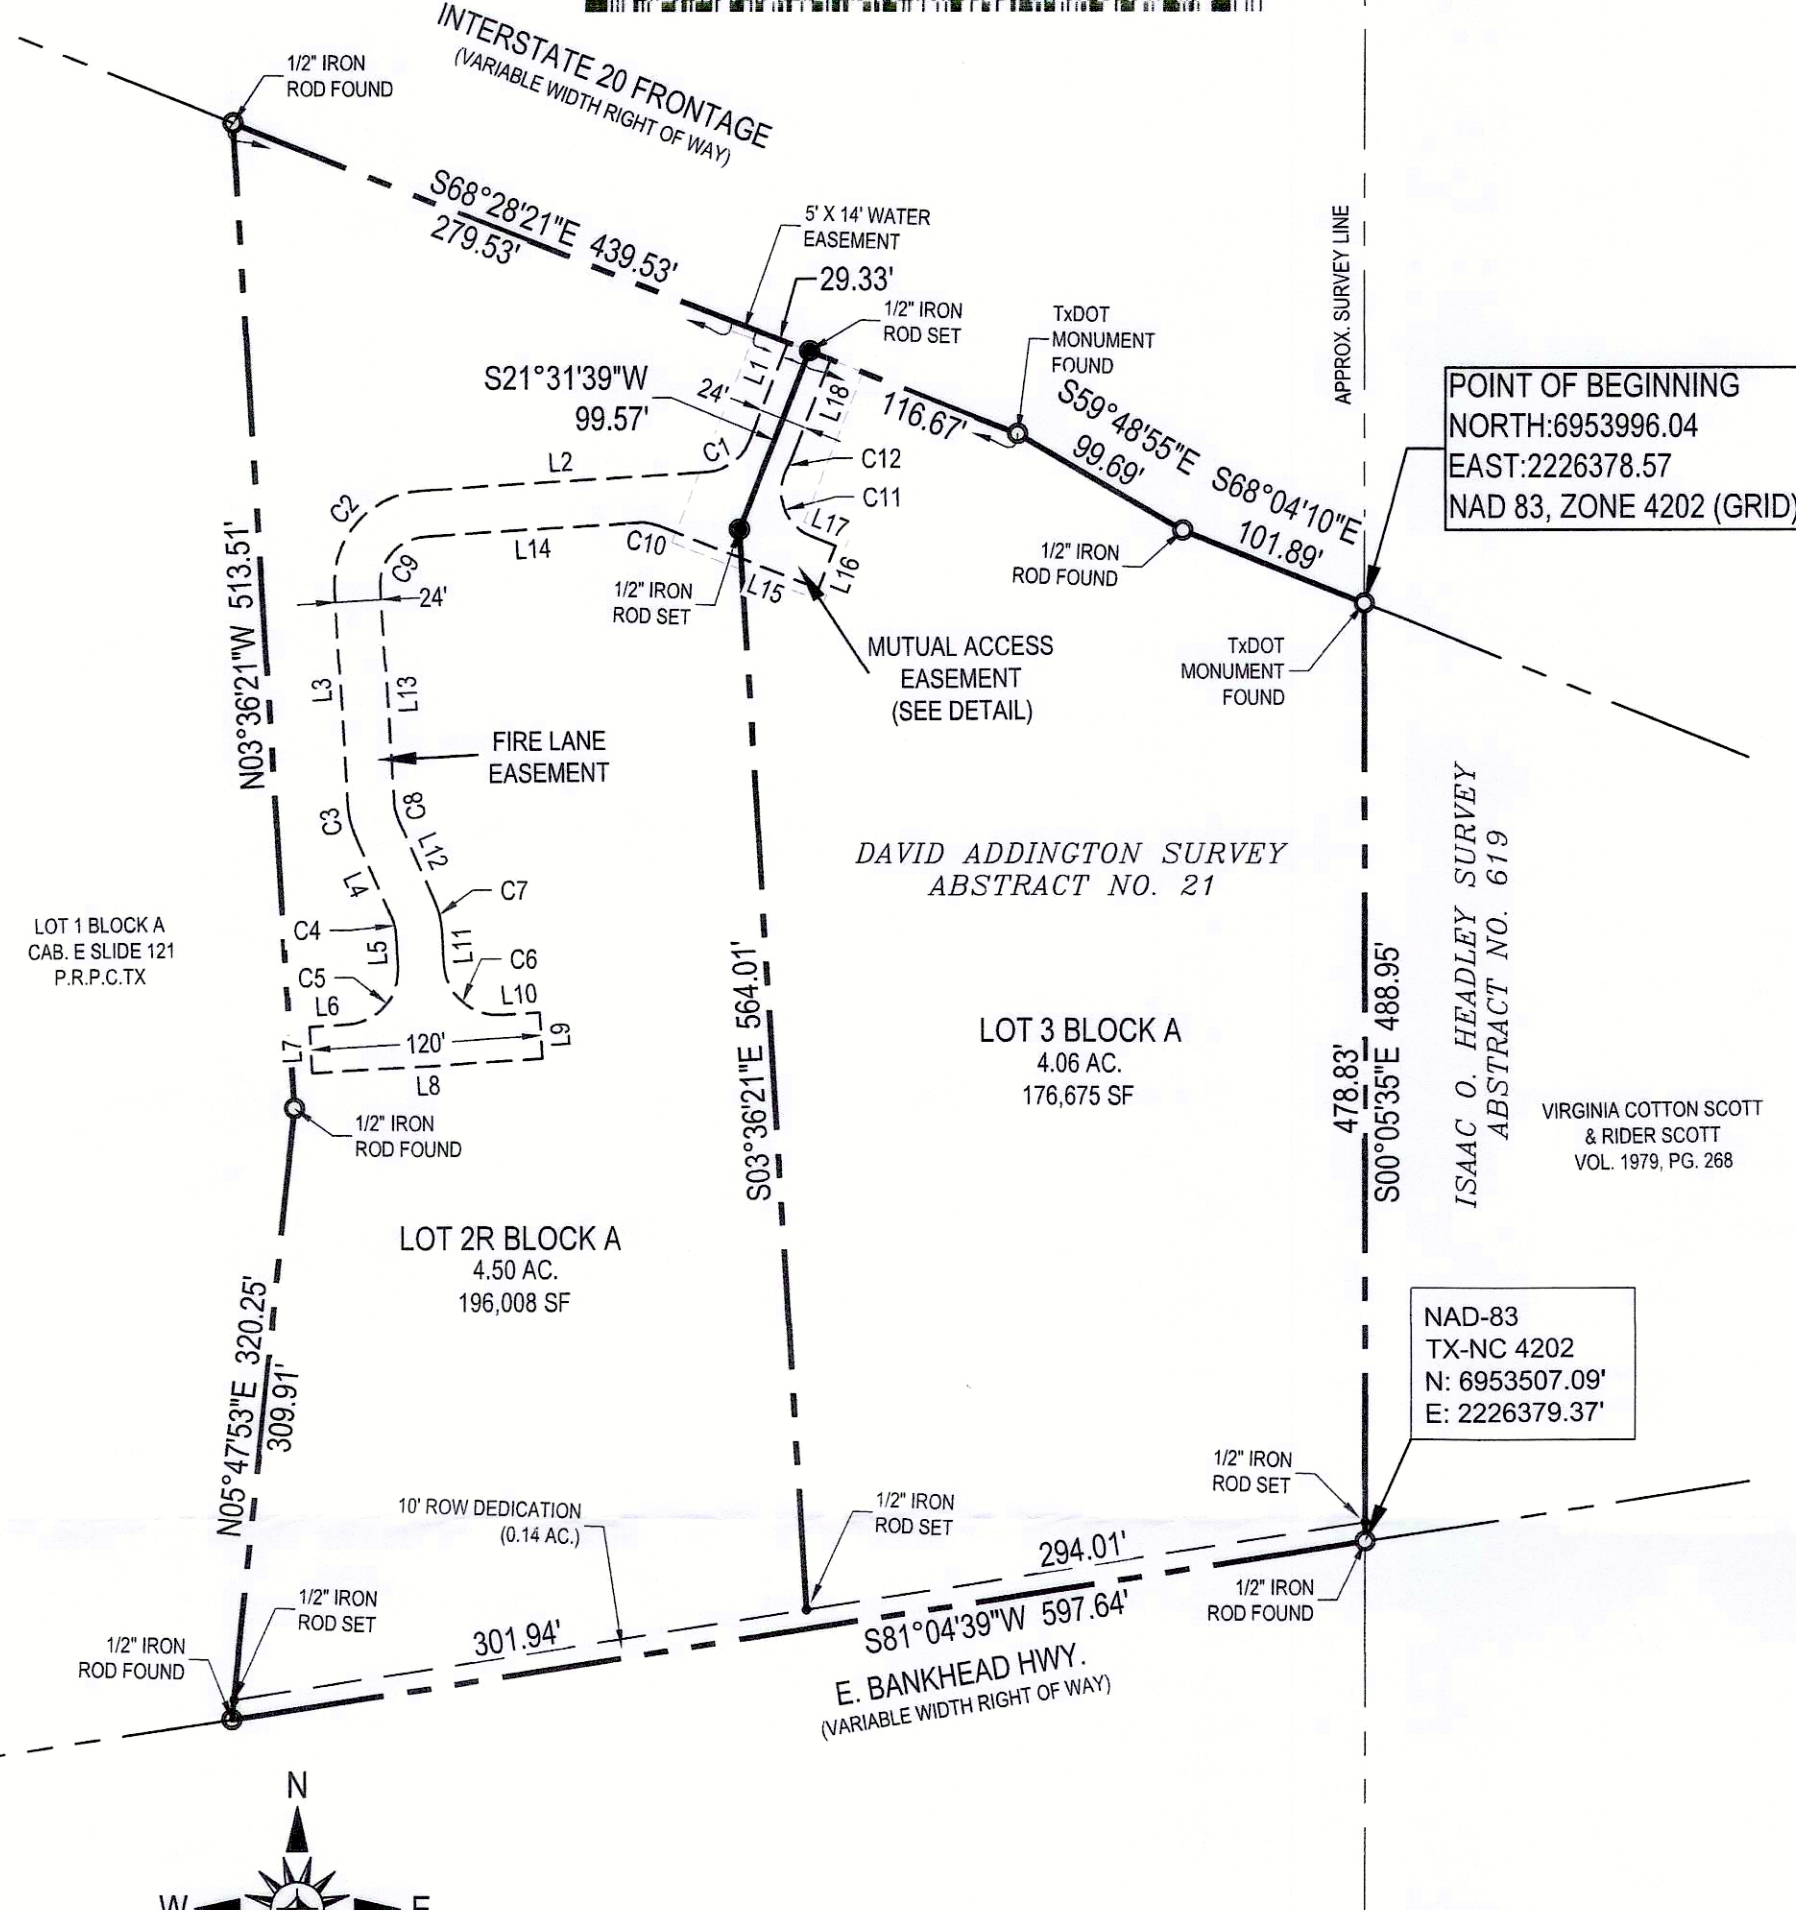 INTERSTATE 20 FRONTAGE
(VARIABLE WIDTH RIGHT OF WAY)
1/2" IRON
ROD FOUND
S68°28'21"E 439.53'
279.53'
5' X 14' WATER
EASEMENT
29.33'
1/2" IRON
ROD SET
TxDOT
MONUMENT
FOUND
APPROX. SURVEY LINE
S21°31'39"W
99.57'
24'
L1
L18
116.67'
S59°48'55"E
99.69'
S68°04'10"E
101.89'
POINT OF BEGINNING
NORTH:6953996.04
EAST:2226378.57
NAD 83, ZONE 4202 (GRID)
C1
C12
C11
L2
L17
C2
C9
L14
C10
L16
L15
24'
1/2" IRON
ROD SET
1/2" IRON
ROD FOUND
N03°36'21"W 513.51'
MUTUAL ACCESS
EASEMENT
(SEE DETAIL)
TxDOT
MONUMENT
FOUND
L3
L13
FIRE LANE
EASEMENT
C3
C8
L12
L4
DAVID ADDINGTON SURVEY
ABSTRACT NO. 21
ISAAC O. HEADLEY SURVEY
ABSTRACT NO. 619
C7
LOT 1 BLOCK A
CAB. E SLIDE 121
P.R.P.C.TX
C4
L5
L11
C5
C6
L6
L10
L7
120'
L9
L8
S03°36'21"E 564.01'
LOT 3 BLOCK A
4.06 AC.
176,675 SF
478.83'
S00°05'35"E 488.95'
VIRGINIA COTTON SCOTT
& RIDER SCOTT
VOL. 1979, PG. 268
1/2" IRON
ROD FOUND
LOT 2R BLOCK A
4.50 AC.
196,008 SF
N05°47'53"E 320.25'
309.91'
NAD-83
TX-NC 4202
N: 6953507.09'
E: 2226379.37'
10' ROW DEDICATION
(0.14 AC.)
1/2" IRON
ROD SET
1/2" IRON
ROD SET
294.01'
1/2" IRON
ROD FOUND
1/2" IRON
ROD SET
301.94'
S81°04'39"W 597.64'
1/2" IRON
ROD FOUND
E. BANKHEAD HWY.
(VARIABLE WIDTH RIGHT OF WAY)
N
W
E